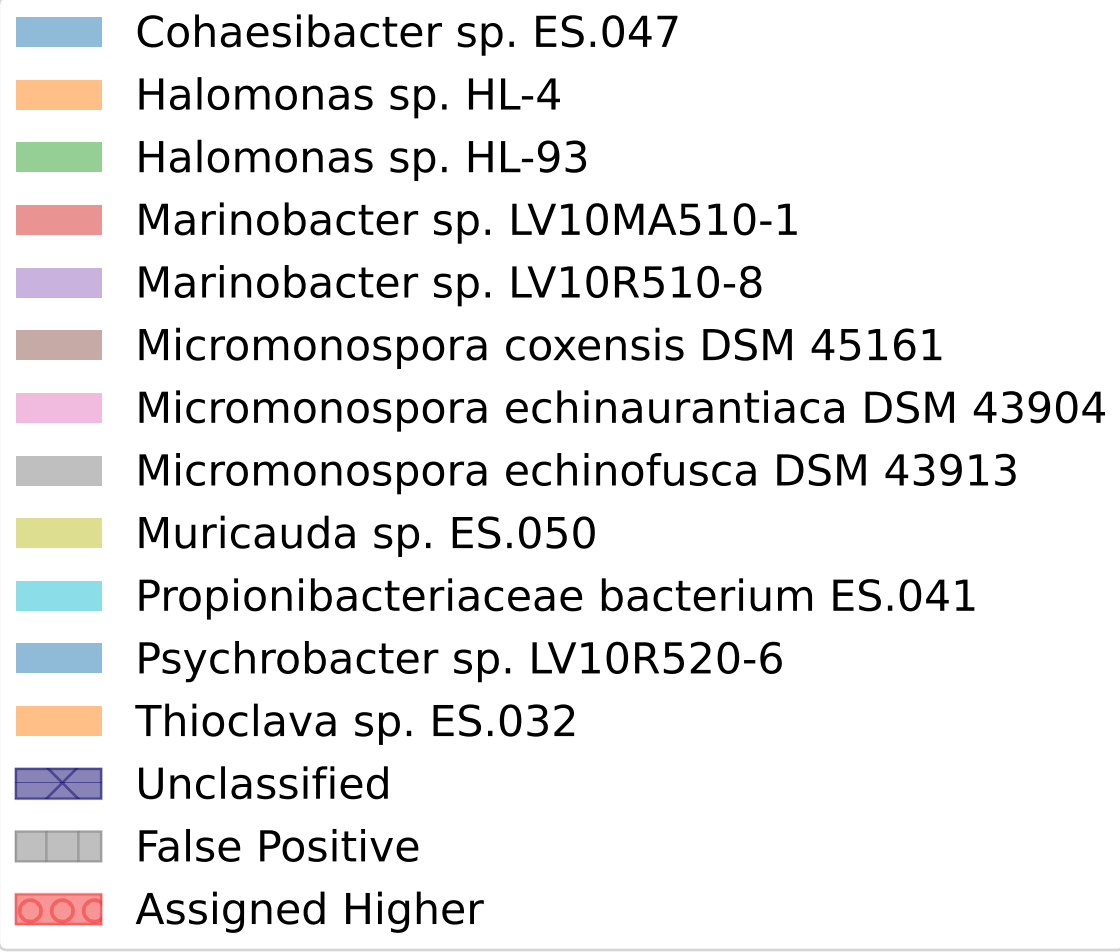 Cohaesibacter sp. ES.047
Halomonas sp. HL-4
Halomonas sp. HL-93
Marinobacter sp. LV10MA510-1
Marinobacter sp. LV10R510-8
Micromonospora coxensis DSM 45161
Micromonospora echinaurantiaca DSM 43904
Micromonospora echinofusca DSM 43913
Muricauda sp. ES.050
Propionibacteriaceae bacterium ES.041
Psychrobacter sp. LV10R520-6
Thioclava sp. ES.032
Unclassified
False Positive
Assigned Higher